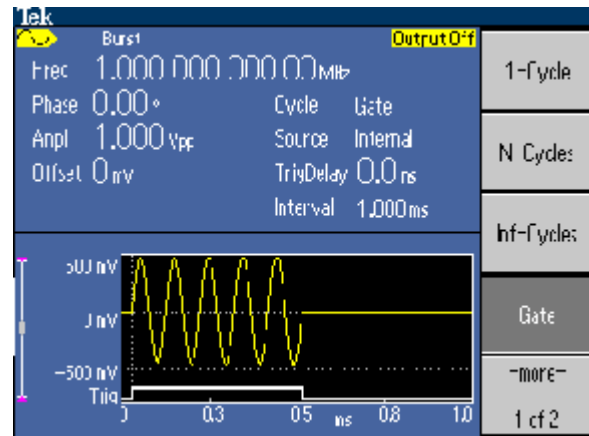 Tek
Burst
Output Off
Freq 1.000 000 000 00 MHz
Phase 0.00 °
Cycle Gate
Ampl 1.000 Vpp
Source Internal
Offset 0 mV
TrigDelay 0.0 ns
Interval 1.000 ms
1-Cycle
N Cycles
Inf-Cycles
Gate
-more-
1 of 2
500 mV
0 mV
-500 mV
Trig
0 0.3 0.5 ms 0.8 1.0